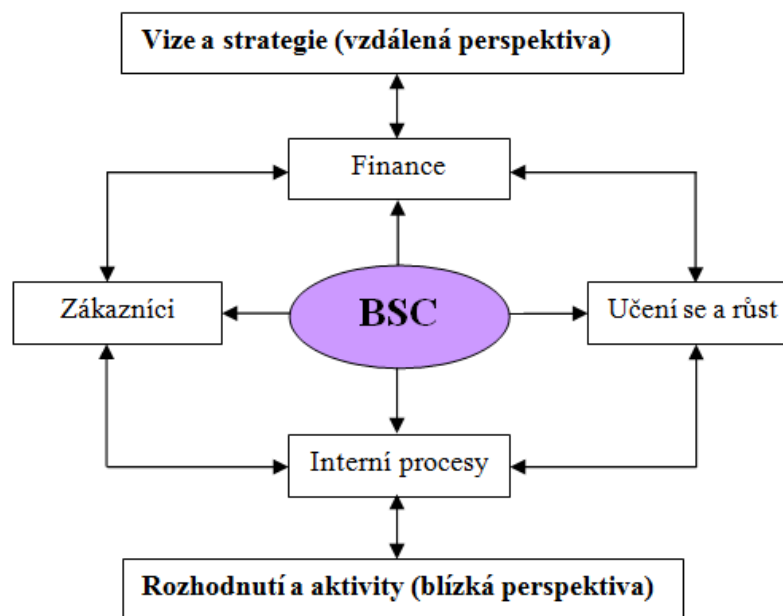 Vize a strategie (vzdálená perspektiva)
Finance
Zákazníci
BSC
Učení se a růst
Interní procesy
Rozhodnutí a aktivity (blízká perspektiva)